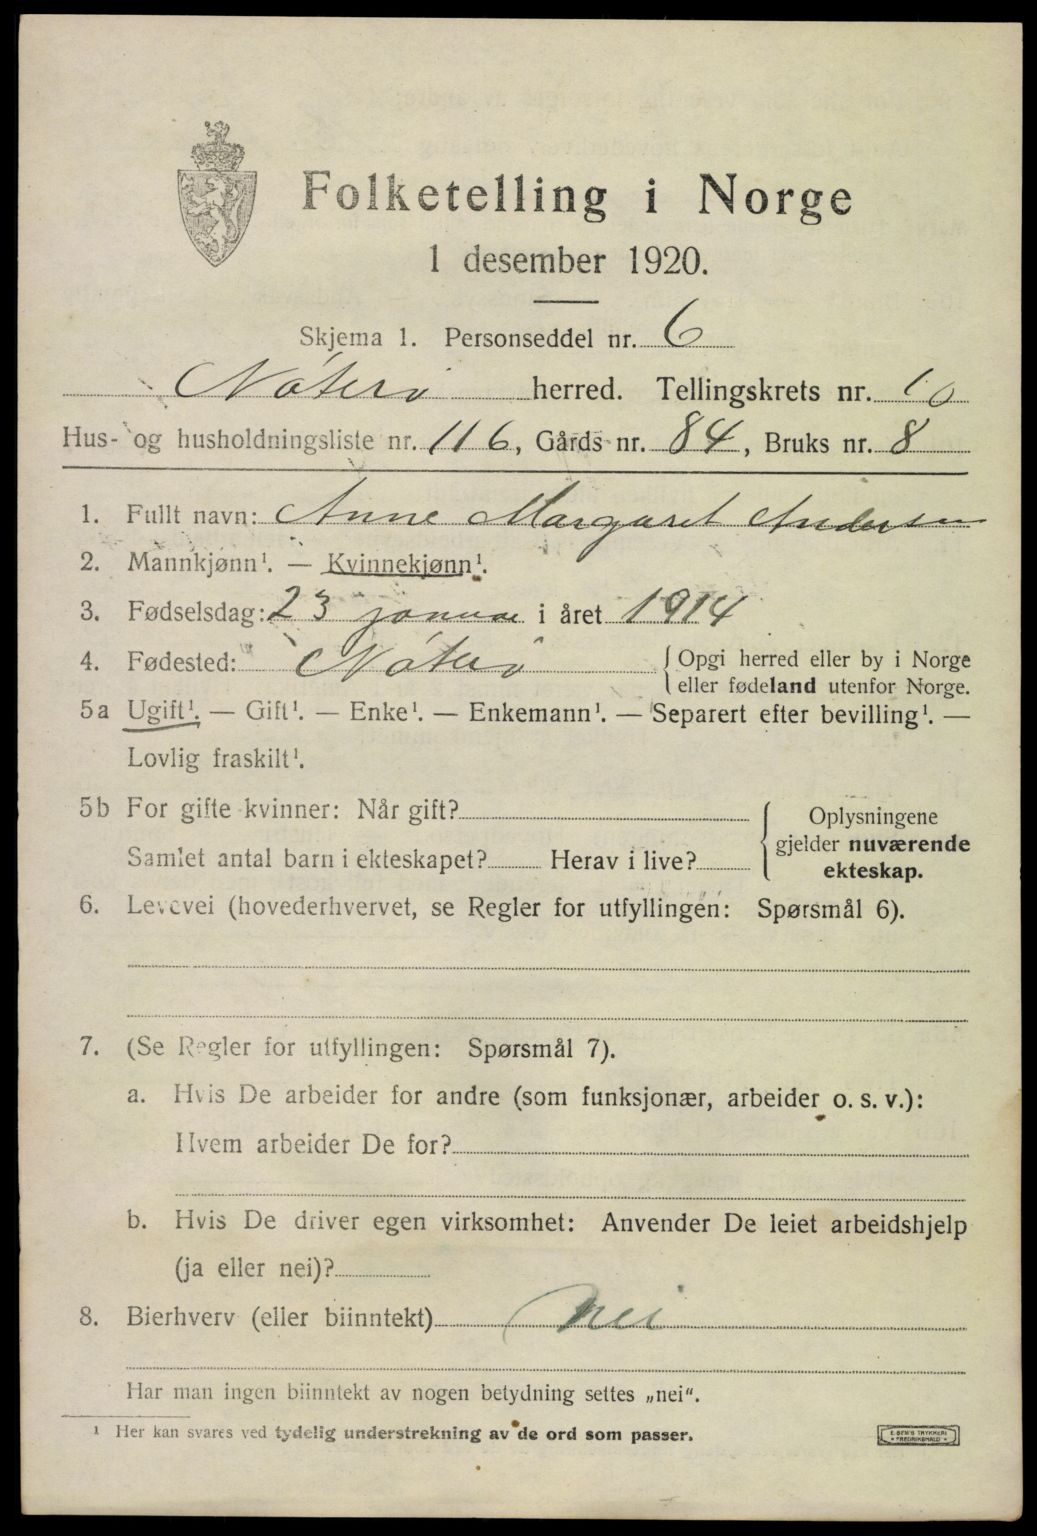 Folketelling i Norge
1 desember 1920.
Skjema 1. Personseddel nr. 6
Nøterø herred. Tellingskrets nr. 10
Hus- og husholdningsliste nr. 116, Gårds nr. 84, Bruks nr. 8
1. Fullt navn: Anne Margaret Andersen
2. Mannkjønn¹. — Kvinnekjønn¹.
3. Fødselsdag: 23 januar i året 1914
4. Fødested: Nøterø {Opgi herred eller by i Norge
eller fødeland utenfor Norge.
5a Ugift¹. — Gift¹. — Enke¹. — Enkemann¹. — Separert efter bevilling¹. —
Lovlig fraskilt¹.
5b For gifte kvinner: Når gift?
Samlet antal barn i ekteskapet? Herav i live?
Oplysningene
gjelder nuværende
ekteskap.
6. Levevei (hovederhvervet, se Regler for utfyllingen: Spørsmål 6).
7. (Se Regler for utfyllingen: Spørsmål 7).
a. Hvis De arbeider for andre (som funksjonær, arbeider o. s. v.):
Hvem arbeider De for?
b. Hvis De driver egen virksomhet: Anvender De leiet arbeidshjelp
(ja eller nei)?
8. Bierhverv (eller biinntekt) nei
Har man ingen biinntekt av nogen betydning settes „nei".
¹ Her kan svares ved tydelig understrekning av de ord som passer.
E. SEM'S TRYKKERI
FREDRIKSHALD